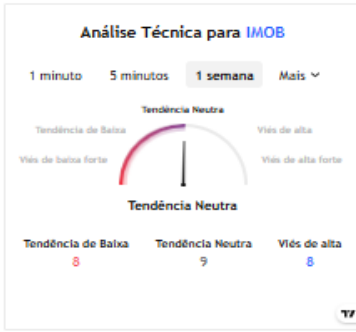 Análise Técnica para IMOB
1 minuto 5 minutos 1 semana Mais
Tendência Neutra
Tendência de Baixa Viés de alta
Viés de baixa forte Viés de alta forte
Tendência Neutra
Tendência de Baixa Tendência Neutra Viés de alta
8 9 8